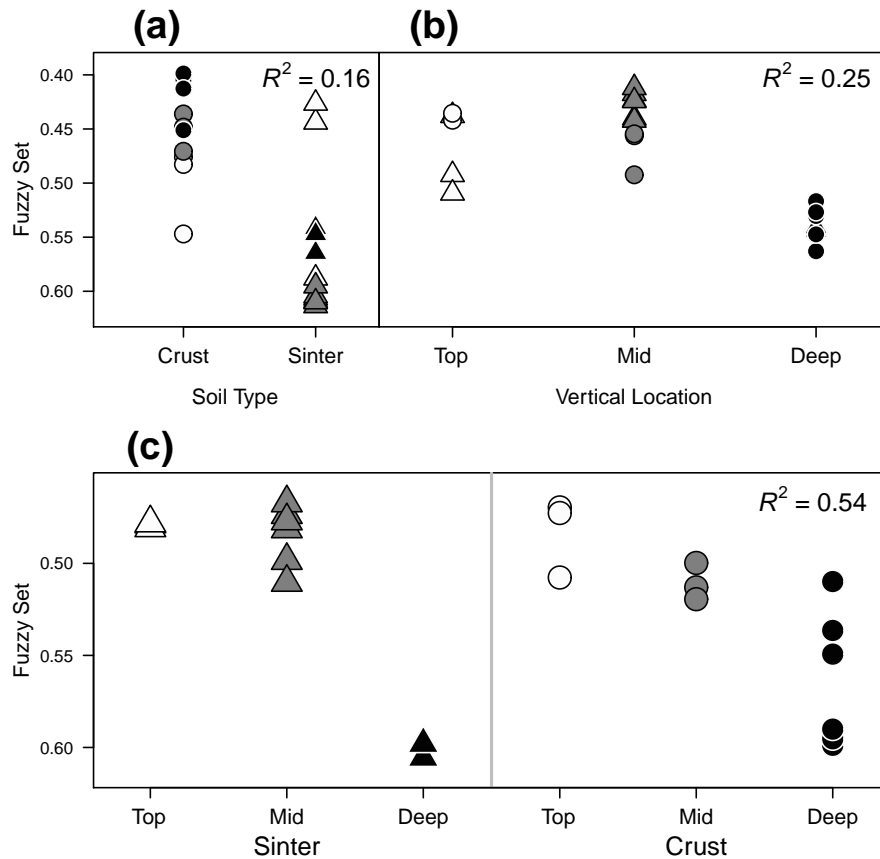 (a)
(b)
R² = 0.16
R² = 0.25
Fuzzy Set
0.40
0.45
0.50
0.55
0.60
Crust Sinter
Top Mid Deep
Soil Type
Vertical Location
(c)
R² = 0.54
Fuzzy Set
0.50
0.55
0.60
Top Mid Deep Top Mid Deep
Sinter Crust